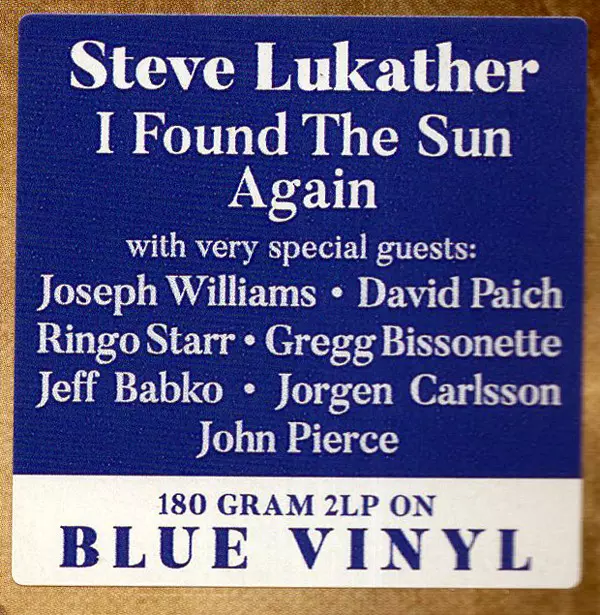 Steve Lukather
I Found The Sun
Again
with very special guests:
Joseph Williams • David Paich
Ringo Starr • Gregg Bissonette
Jeff Babko • Jorgen Carlsson
John Pierce
180 GRAM 2LP ON
BLUE VINYL